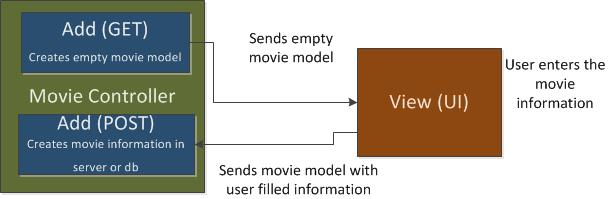 Add (GET)
Creates empty movie model
Movie Controller
Add (POST)
Creates movie information in
server or db
Sends empty
movie model
View (UI)
User enters the
movie
information
Sends movie model with
user filled information